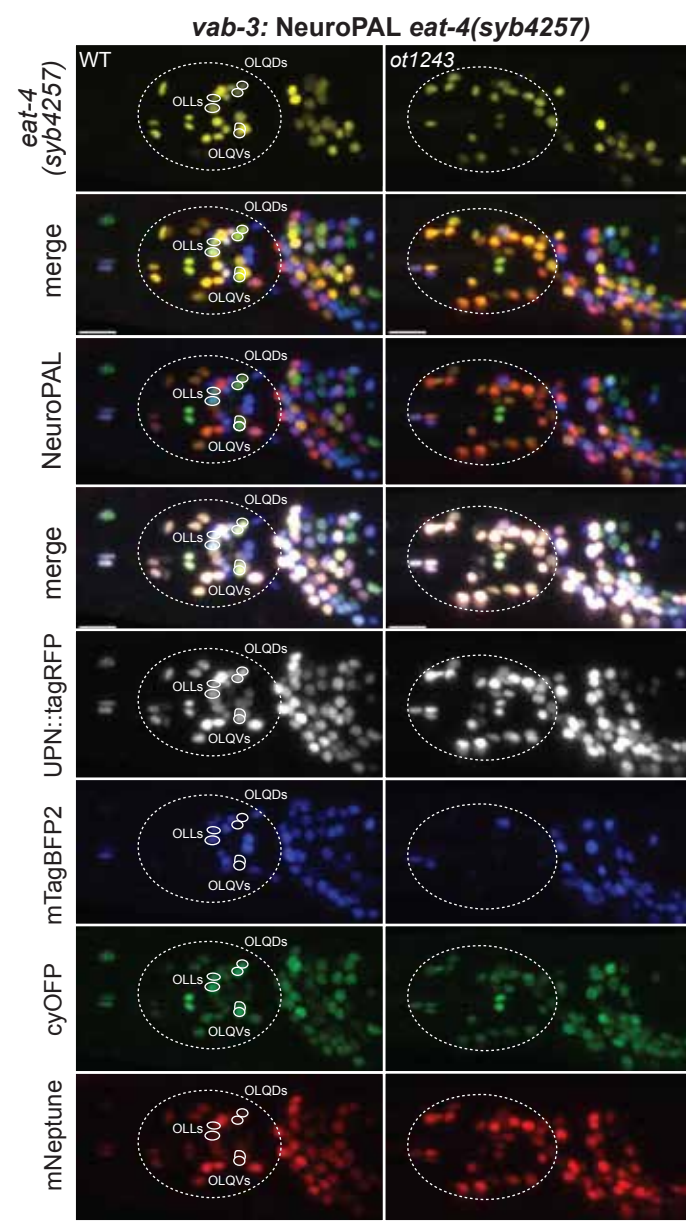 vab-3: NeuroPAL eat-4(syb4257)
eat-4
(syb4257)
WT
OLQDs
OLLs
OLQVs
ot1243
merge
OLQDs
OLLs
OLQVs
NeuroPAL
OLQDs
OLLs
OLQVs
merge
OLQDs
OLLs
OLQVs
UPN::tagRFP
OLQDs
OLLs
OLQVs
mTagBFP2
OLQDs
OLLs
OLQVs
cyOFP
OLQDs
OLLs
OLQVs
mNeptune
OLQDs
OLLs
OLQVs